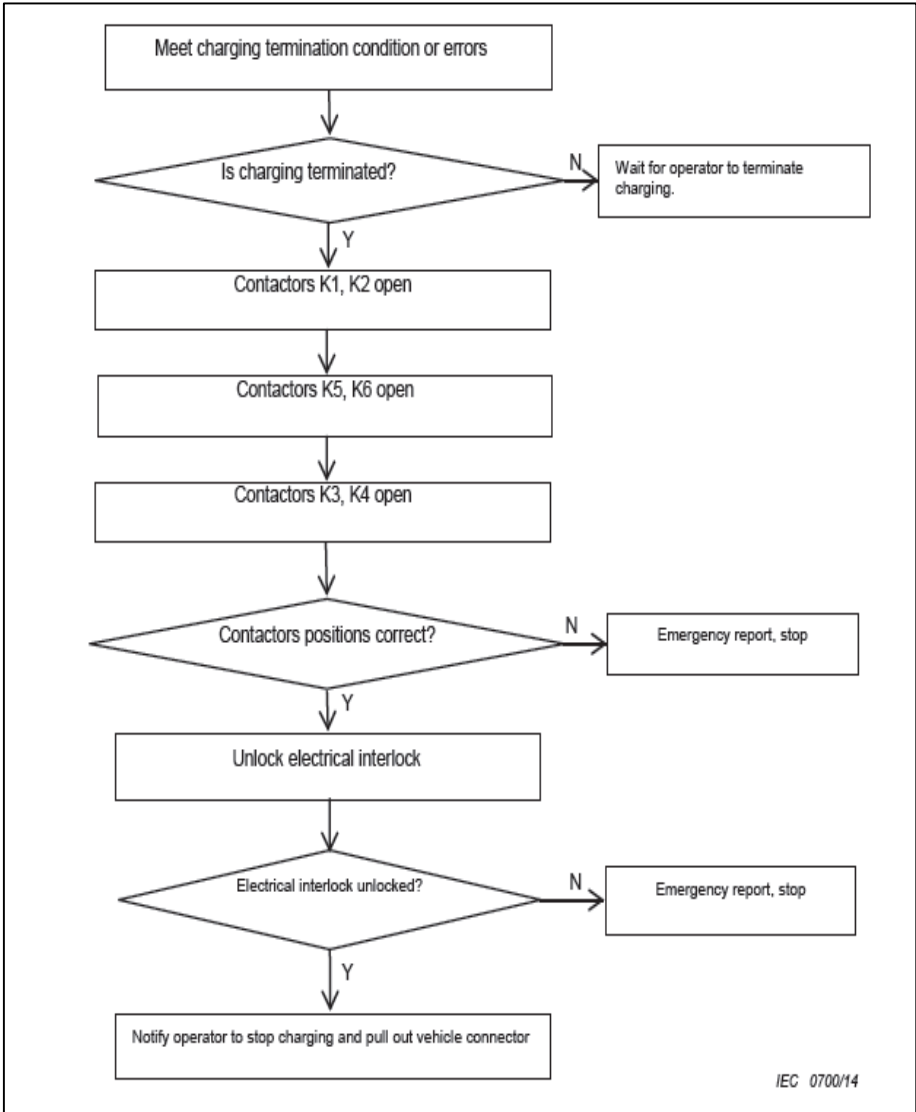 Meet charging termination condition or errors
Is charging terminated?
N
Wait for operator to terminate
charging.
Y
Contactors K1, K2 open
Contactors K5, K6 open
Contactors K3, K4 open
Contactors positions correct?
N
Emergency report, stop
Y
Unlock electrical interlock
Electrical interlock unlocked?
N
Emergency report, stop
Y
Notify operator to stop charging and pull out vehicle connector
IEC 0700/14